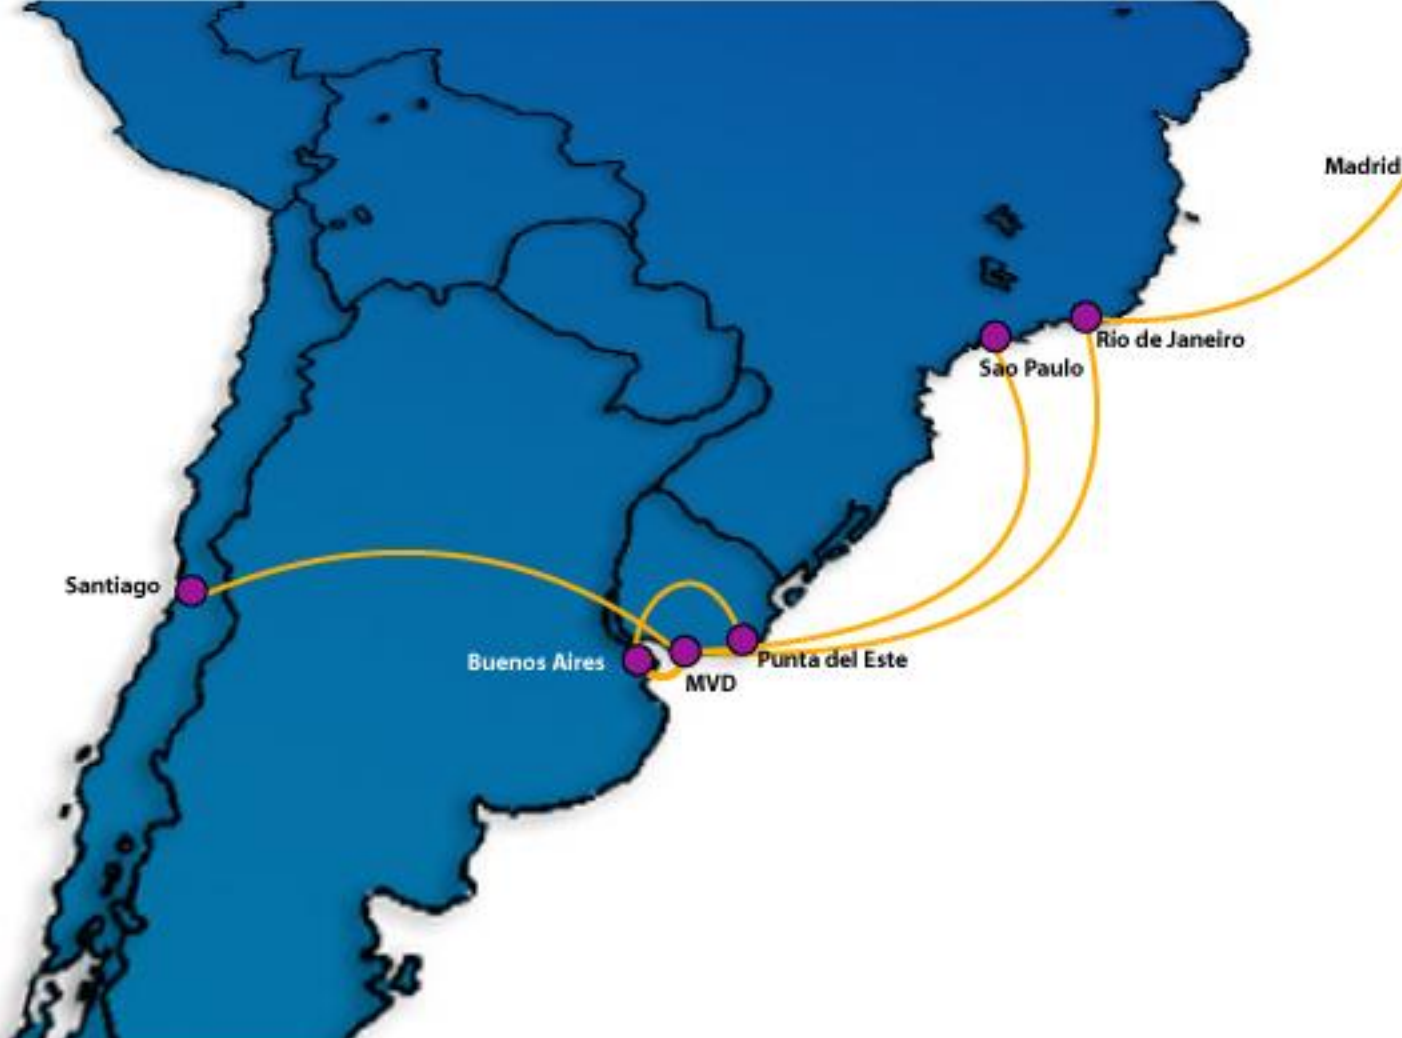 Madrid
Rio de Janeiro
Sao Paulo
Santiago
Buenos Aires
Punta del Este
MVD